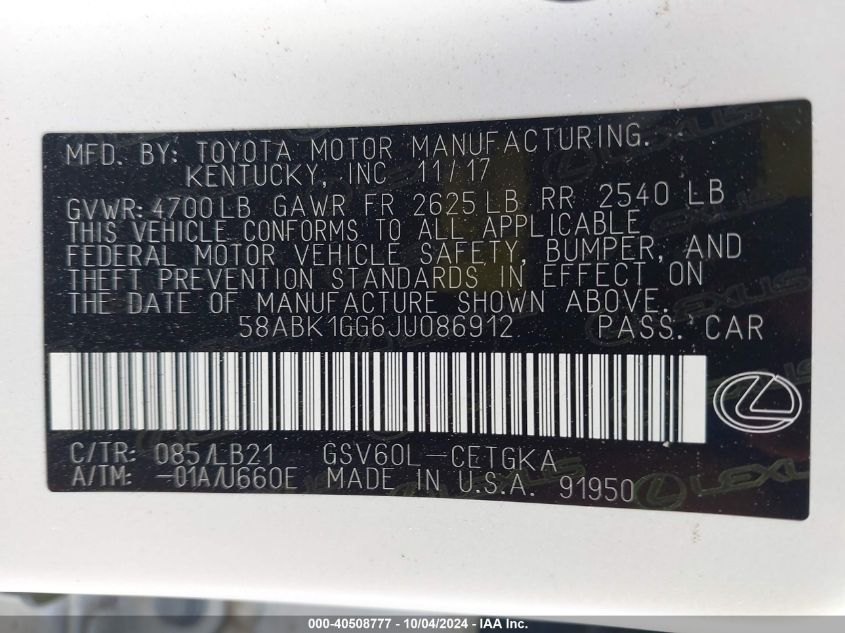 MFD. BY: TOYOTA MOTOR MANUFACTURING.
KENTUCKY, INC 11/17
GVWR: 4700 LB GAWR FR 2625 LB RR 2540 LB
THIS VEHICLE CONFORMS TO ALL APPLICABLE
FEDERAL MOTOR VEHICLE SAFETY, BUMPER, AND
THEFT PREVENTION STANDARDS IN EFFECT ON
THE DATE OF MANUFACTURE SHOWN ABOVE.
58ABK1GG6JU086912 PASS. CAR
C/TR: 085/LB21 GSV60L-CETGKA
A/TM: -01A/U660E MADE IN U.S.A. 91950
LEXUS
000-40508777 - 10/04/2024 - IAA Inc.